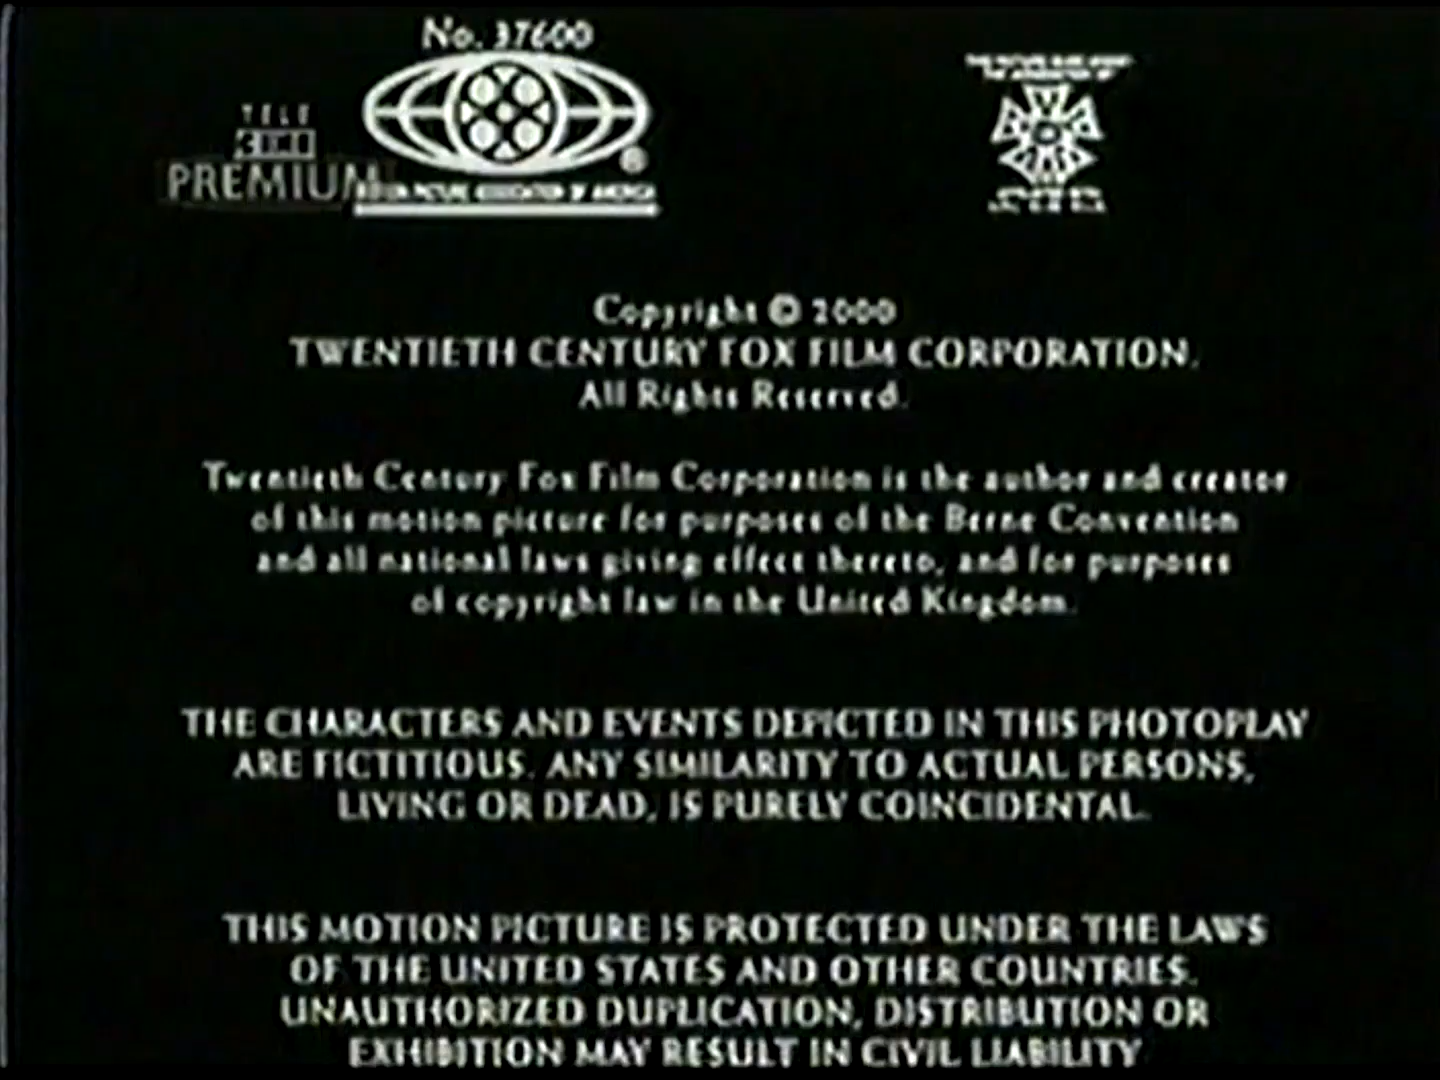 No. 37600
TELE
CINE
PREMIUM
PICTURE ASSOCIATION OF AMERICA
®
Copyright © 2000
TWENTIETH CENTURY FOX FILM CORPORATION.
All Rights Reserved.
Twentieth Century Fox Film Corporation is the author and creator
of this motion picture for purposes of the Berne Convention
and all national laws giving effect thereto, and for purposes
of copyright law in the United Kingdom.
THE CHARACTERS AND EVENTS DEPICTED IN THIS PHOTOPLAY
ARE FICTITIOUS. ANY SIMILARITY TO ACTUAL PERSONS,
LIVING OR DEAD, IS PURELY COINCIDENTAL.
THIS MOTION PICTURE IS PROTECTED UNDER THE LAWS
OF THE UNITED STATES AND OTHER COUNTRIES.
UNAUTHORIZED DUPLICATION, DISTRIBUTION OR
EXHIBITION MAY RESULT IN CIVIL LIABILITY